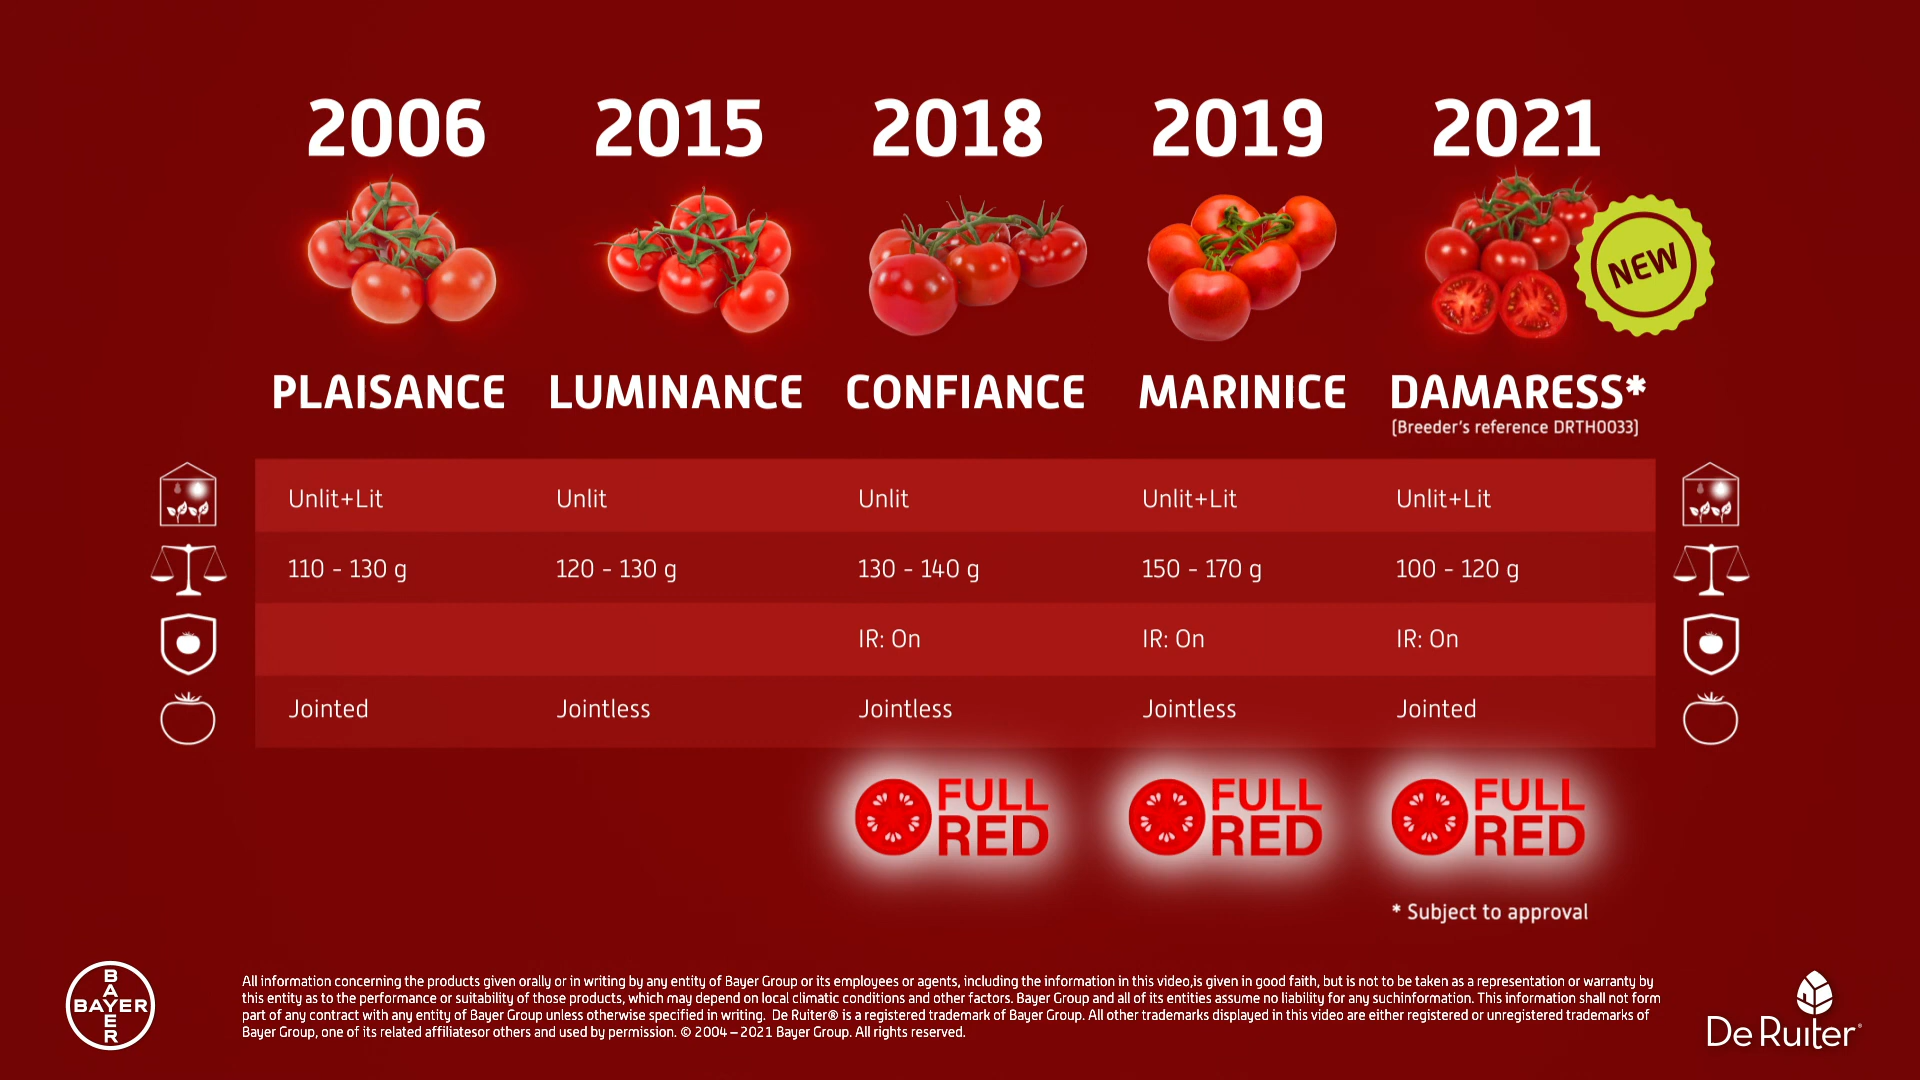 2006 2015 2018 2019 2021
NEW
PLAISANCE LUMINANCE CONFIANCE MARINICE DAMARESS*
(Breeder's reference DRTH0033)
Unlit+Lit Unlit Unlit Unlit+Lit Unlit+Lit
110 - 130 g 120 - 130 g 130 - 140 g 150 - 170 g 100 - 120 g
IR: On IR: On IR: On
Jointed Jointless Jointless Jointless Jointed
FULL RED FULL RED FULL RED
* Subject to approval
BAYER
BAYER
All information concerning the products given orally or in writing by any entity of Bayer Group or its employees or agents, including the information in this video,is given in good faith, but is not to be taken as a representation or warranty by
this entity as to the performance or suitability of those products, which may depend on local climatic conditions and other factors. Bayer Group and all of its entities assume no liability for any suchinformation. This information shall not form
part of any contract with any entity of Bayer Group unless otherwise specified in writing. De Ruiter® is a registered trademark of Bayer Group. All other trademarks displayed in this video are either registered or unregistered trademarks of
Bayer Group, one of its related affiliatesor others and used by permission. © 2004 – 2021 Bayer Group. All rights reserved.
De Ruiter®